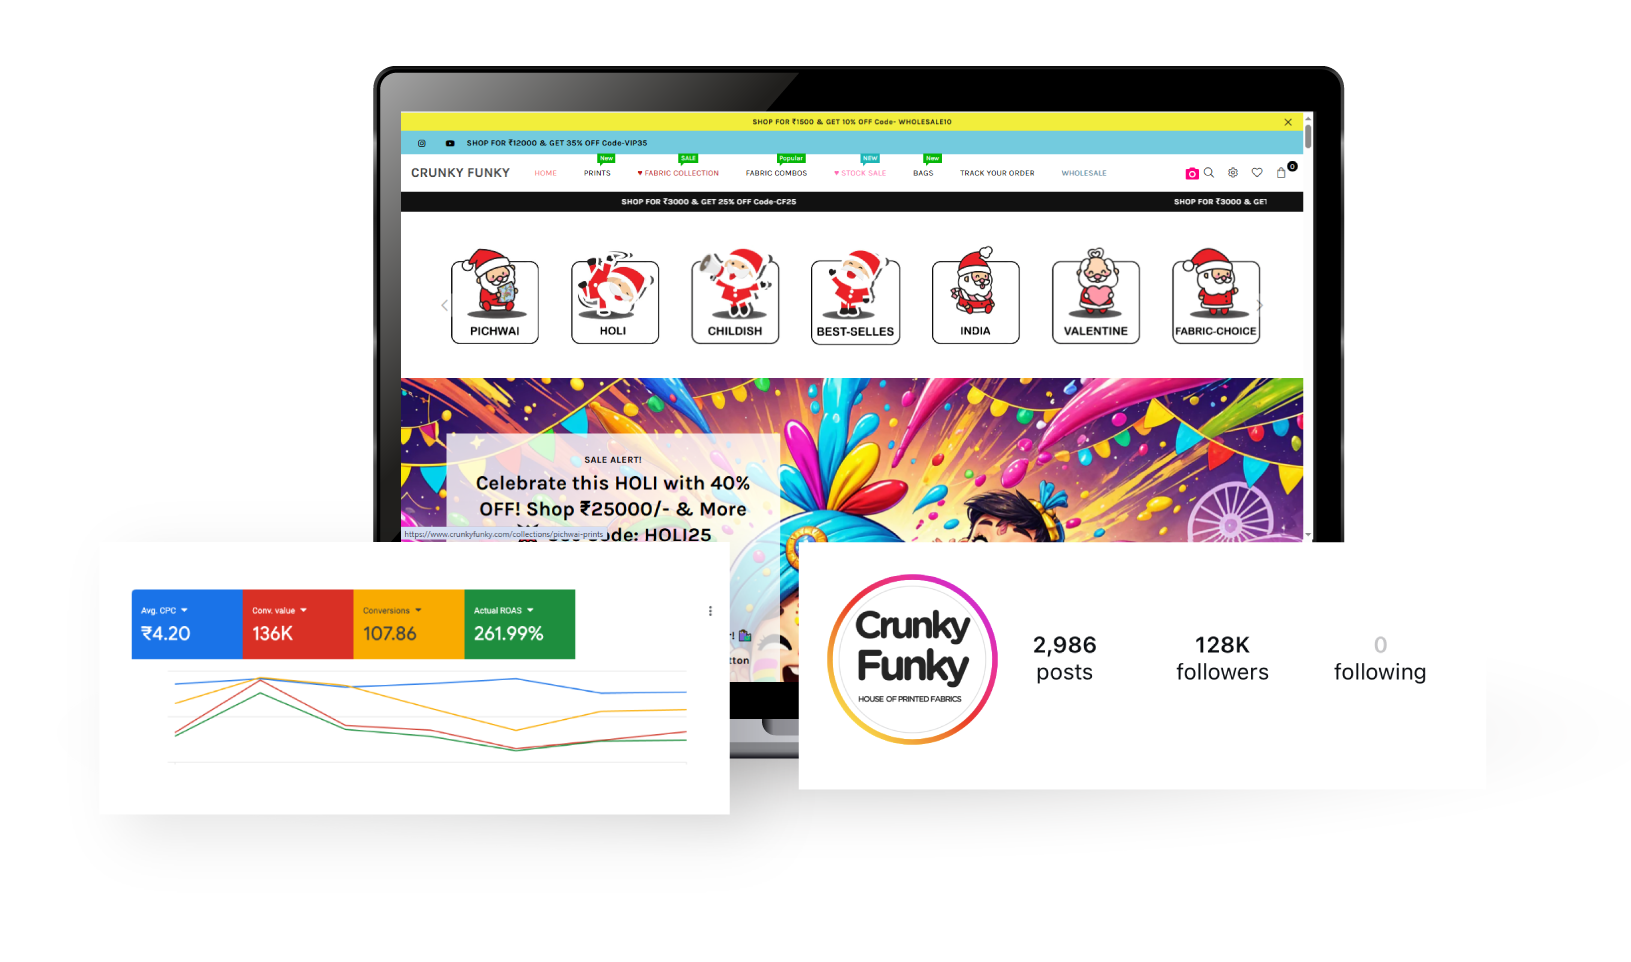 SHOP FOR ₹1500 & GET 10% OFF Code- WHOLESALE10
SHOP FOR ₹12000 & GET 35% OFF Code-VIP35
New SALE Popular NEW New
CRUNKY FUNKY HOME PRINTS ♥ FABRIC COLLECTION FABRIC COMBOS ♥ STOCK SALE BAGS TRACK YOUR ORDER WHOLESALE 0
SHOP FOR ₹3000 & GET 25% OFF Code-CF25 SHOP FOR ₹3000 & GET
PICHWAI HOLI CHILDISH BEST-SELLES INDIA VALENTINE FABRIC-CHOICE
SALE ALERT!
Celebrate this HOLI with 40%
OFF! Shop ₹25000/- & More
Code: HOLI25
https://www.crunkyfunky.com/collections/pichwai-prints
Avg. CPC Conv. value Conversions Actual ROAS
₹4.20 136K 107.86 261.99%
Crunky
Funky
HOUSE OF PRINTED FABRICS
2,986 128K 0
posts followers following